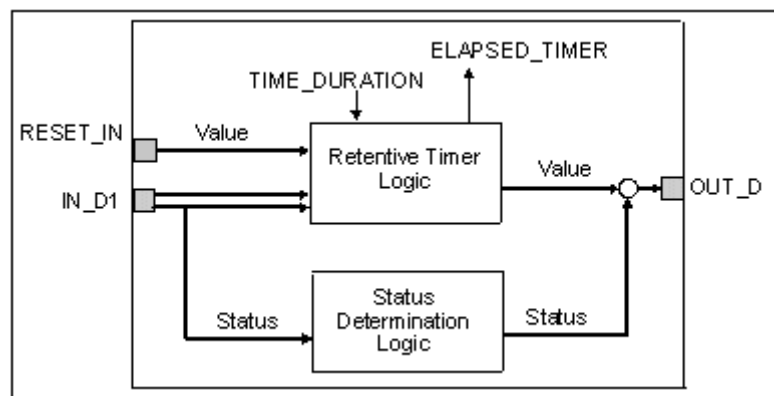 ELAPSED_TIMER
TIME_DURATION
RESET_IN
Value
Retentive Timer
Logic
Value
IN_D1
OUT_D
Status
Determination
Logic
Status
Status